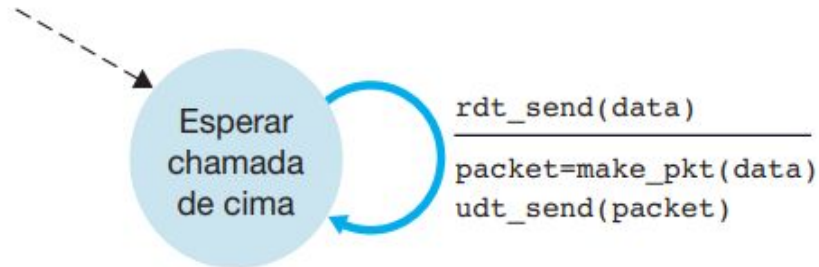 Esperar
chamada
de cima
rdt_send(data)
packet=make_pkt(data)
udt_send(packet)